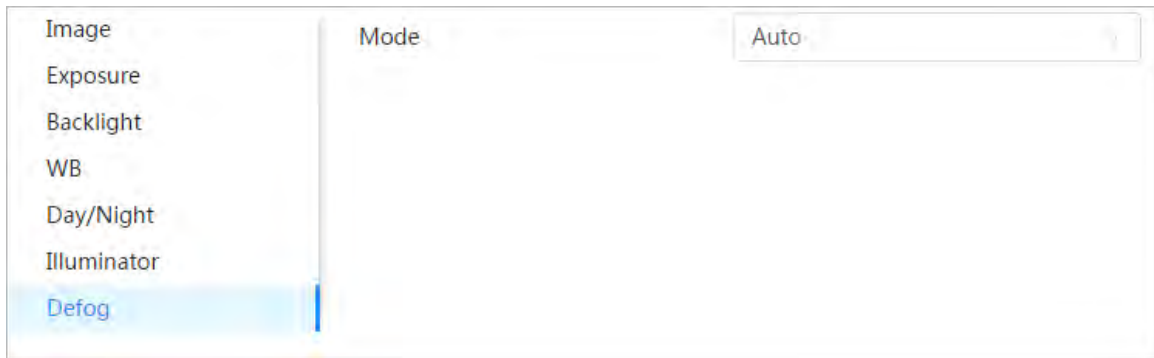 Image
Exposure
Backlight
WB
Day/Night
Illuminator
Defog
Mode
Auto